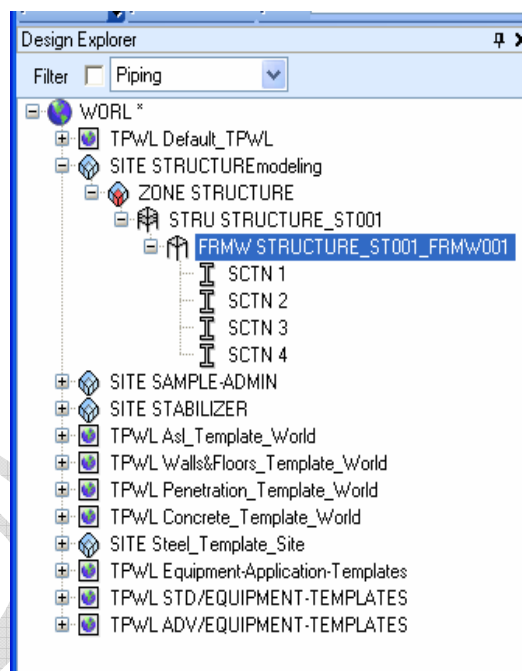 Design Explorer
Filter Piping
WORL *
TPWL Default_TPWL
SITE STRUCTUREmodeling
ZONE STRUCTURE
STRU STRUCTURE_ST001
FRMW STRUCTURE_ST001_FRMW001
SCTN 1
SCTN 2
SCTN 3
SCTN 4
SITE SAMPLE-ADMIN
SITE STABILIZER
TPWL Asl_Template_World
TPWL Walls&Floors_Template_World
TPWL Penetration_Template_World
TPWL Concrete_Template_World
SITE Steel_Template_Site
TPWL Equipment-Application-Templates
TPWL STD/EQUIPMENT-TEMPLATES
TPWL ADV/EQUIPMENT-TEMPLATES